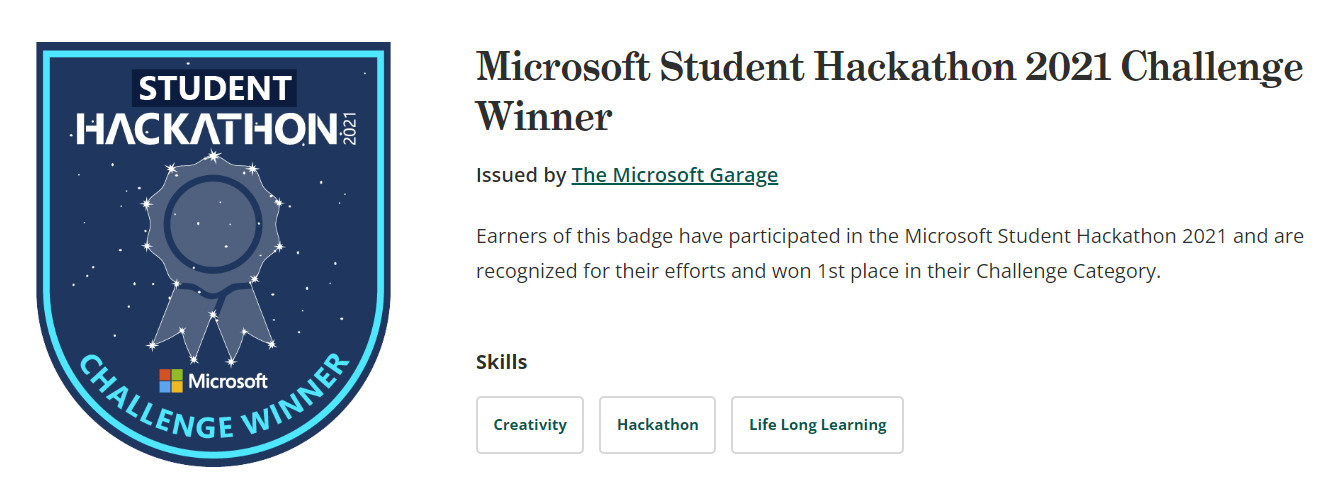 STUDENT
HACKATHON 2021
Microsoft
CHALLENGE WINNER
Microsoft Student Hackathon 2021 Challenge
Winner
Issued by The Microsoft Garage
Earners of this badge have participated in the Microsoft Student Hackathon 2021 and are
recognized for their efforts and won 1st place in their Challenge Category.
Skills
Creativity
Hackathon
Life Long Learning